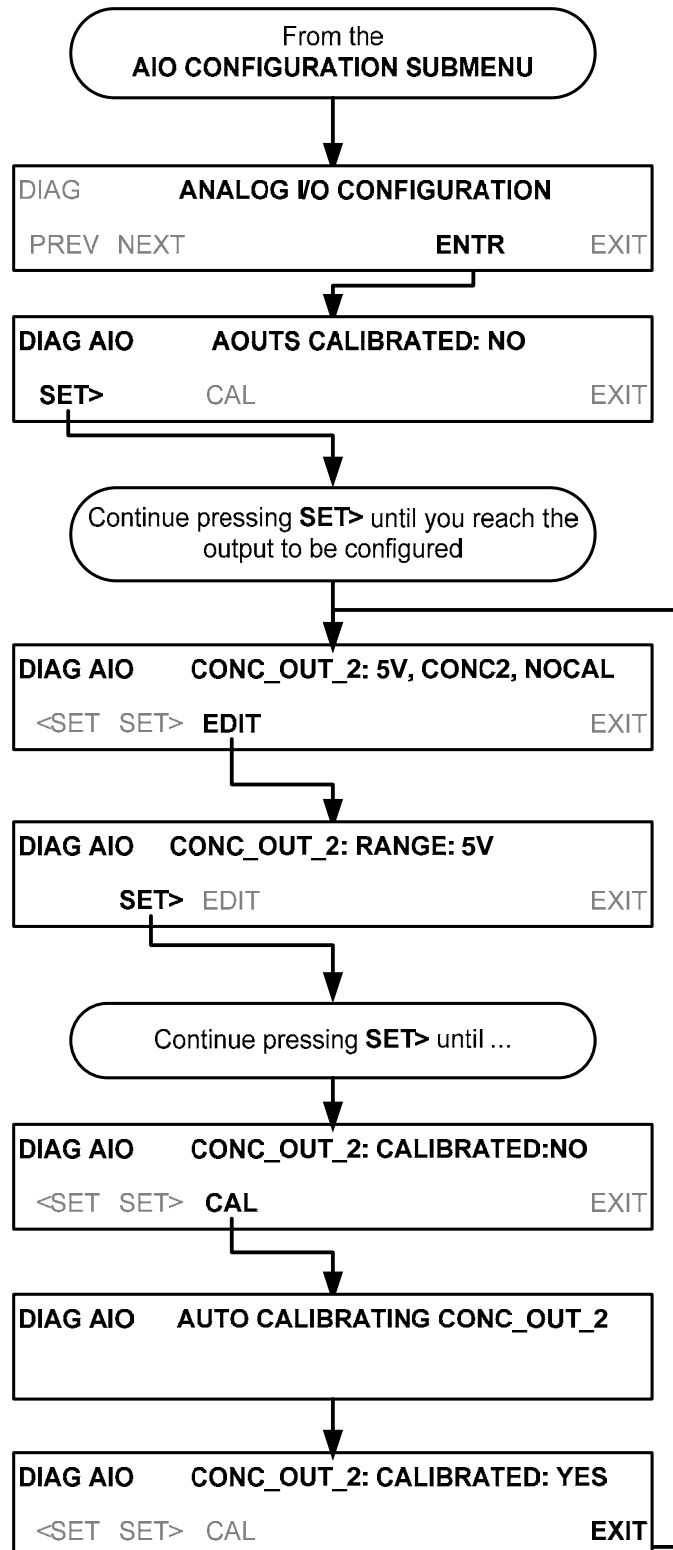 From the
AIO CONFIGURATION SUBMENU
DIAG ANALOG I/O CONFIGURATION
PREV NEXT ENTR EXIT
DIAG AIO AOUTS CALIBRATED: NO
SET> CAL EXIT
Continue pressing SET> until you reach the
output to be configured
DIAG AIO CONC_OUT_2: 5V, CONC2, NOCAL
<SET SET> EDIT EXIT
DIAG AIO CONC_OUT_2: RANGE: 5V
SET> EDIT EXIT
Continue pressing SET> until ...
DIAG AIO CONC_OUT_2: CALIBRATED:NO
<SET SET> CAL EXIT
DIAG AIO AUTO CALIBRATING CONC_OUT_2
DIAG AIO CONC_OUT_2: CALIBRATED: YES
<SET SET> CAL EXIT